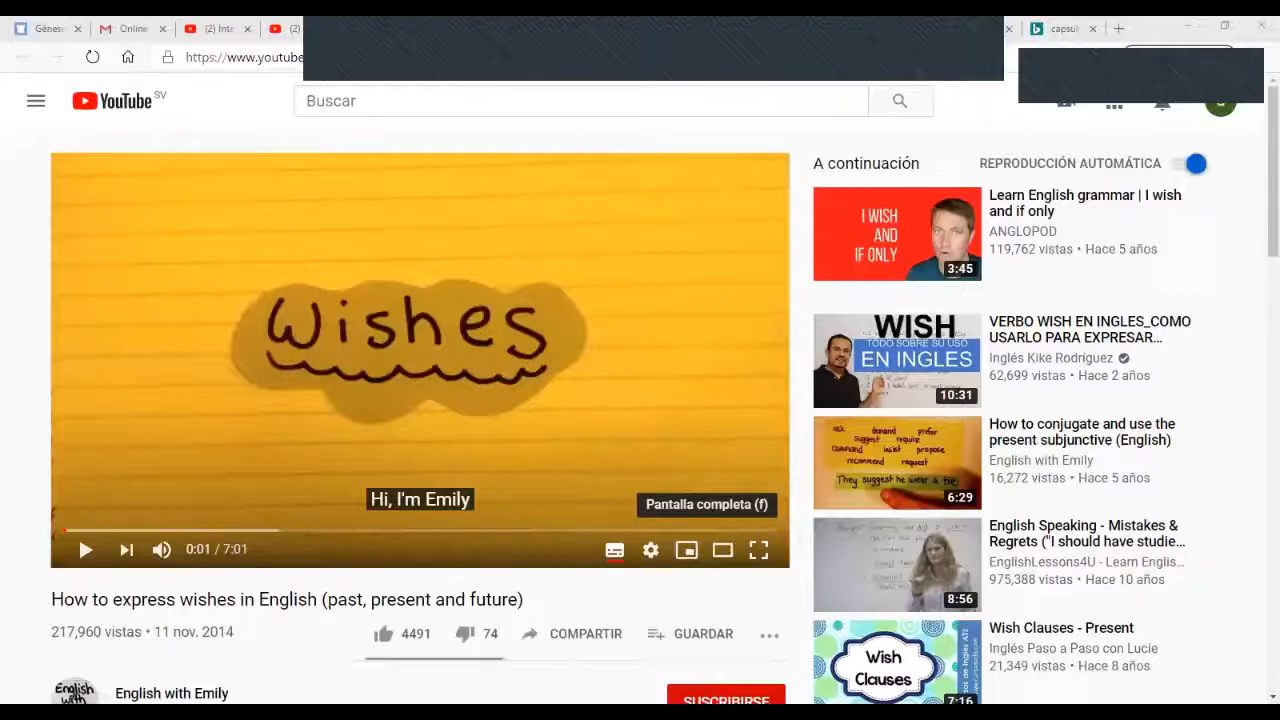 Génes
Online
(2) Inte
(2)
capsul
https://www.youtube
YouTube SV
Buscar
Wishes
Hi, I'm Emily
Pantalla completa (f)
0:01 / 7:01
How to express wishes in English (past, present and future)
217,960 vistas • 11 nov. 2014
4491
74
COMPARTIR
GUARDAR
English with
English with Emily
SUSCRIBIRSE
A continuación
REPRODUCCIÓN AUTOMÁTICA
I WISH
AND
IF ONLY
3:45
Learn English grammar | I wish
and if only
ANGLOPOD
119,762 vistas • Hace 5 años
WISH
TODO SOBRE SU USO
EN INGLES
10:31
VERBO WISH EN INGLES_COMO
USARLO PARA EXPRESAR...
Inglés Kike Rodríguez
62,699 vistas • Hace 2 años
ask demand prefer
suggest require
command insist propose
recommend request
They suggest he wear a tie
6:29
How to conjugate and use the
present subjunctive (English)
English with Emily
16,272 vistas • Hace 5 años
8:56
English Speaking - Mistakes &
Regrets ("I should have studie...
EnglishLessons4U - Learn Englis...
975,388 vistas • Hace 10 años
Wish
Clauses
7:16
Wish Clauses - Present
Inglés Paso a Paso con Lucie
21,349 vistas • Hace 8 años